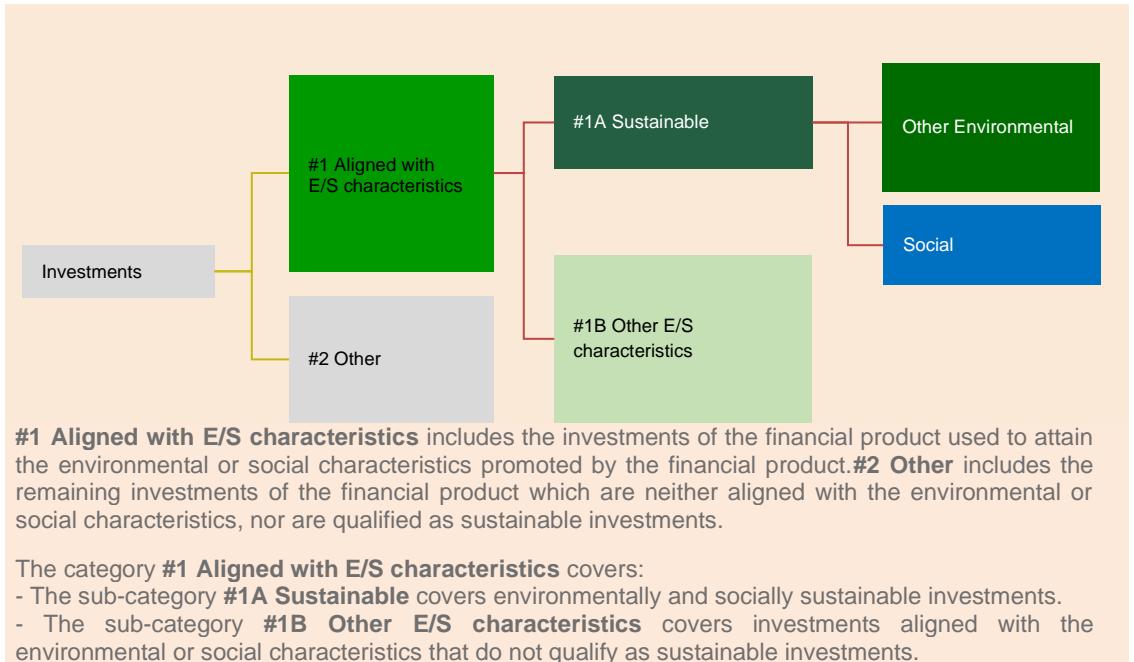 #1A Sustainable
Other Environmental
#1 Aligned with
E/S characteristics
Social
Investments
#1B Other E/S
characteristics
#2 Other
#1 Aligned with E/S characteristics includes the investments of the financial product used to attain
the environmental or social characteristics promoted by the financial product.#2 Other includes the
remaining investments of the financial product which are neither aligned with the environmental or
social characteristics, nor are qualified as sustainable investments.
The category #1 Aligned with E/S characteristics covers:
- The sub-category #1A Sustainable covers environmentally and socially sustainable investments.
- The sub-category #1B Other E/S characteristics covers investments aligned with the
environmental or social characteristics that do not qualify as sustainable investments.